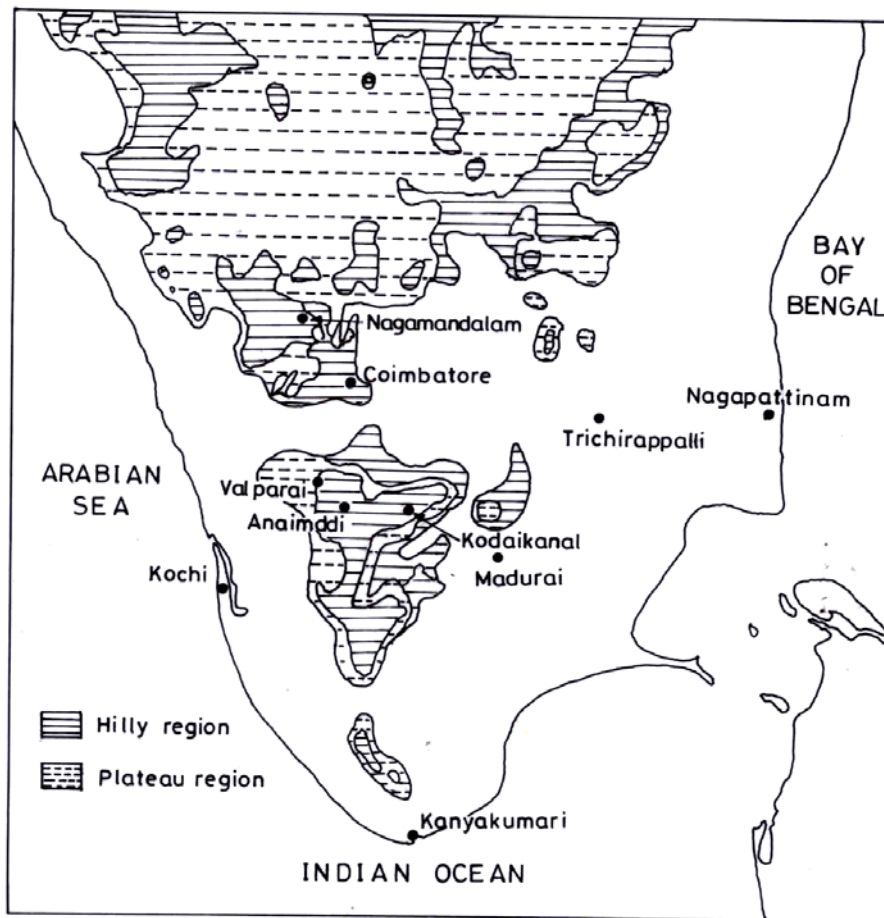 BAY
OF
BENGAL
Nagamandalam
Coimbatore
Nagapattinam
Trichirappalli
ARABIAN
SEA
Valparai
Anaimddi
Kodaikanal
Madurai
Kochi
Hilly region
Plateau region
Kanyakumari
INDIAN OCEAN